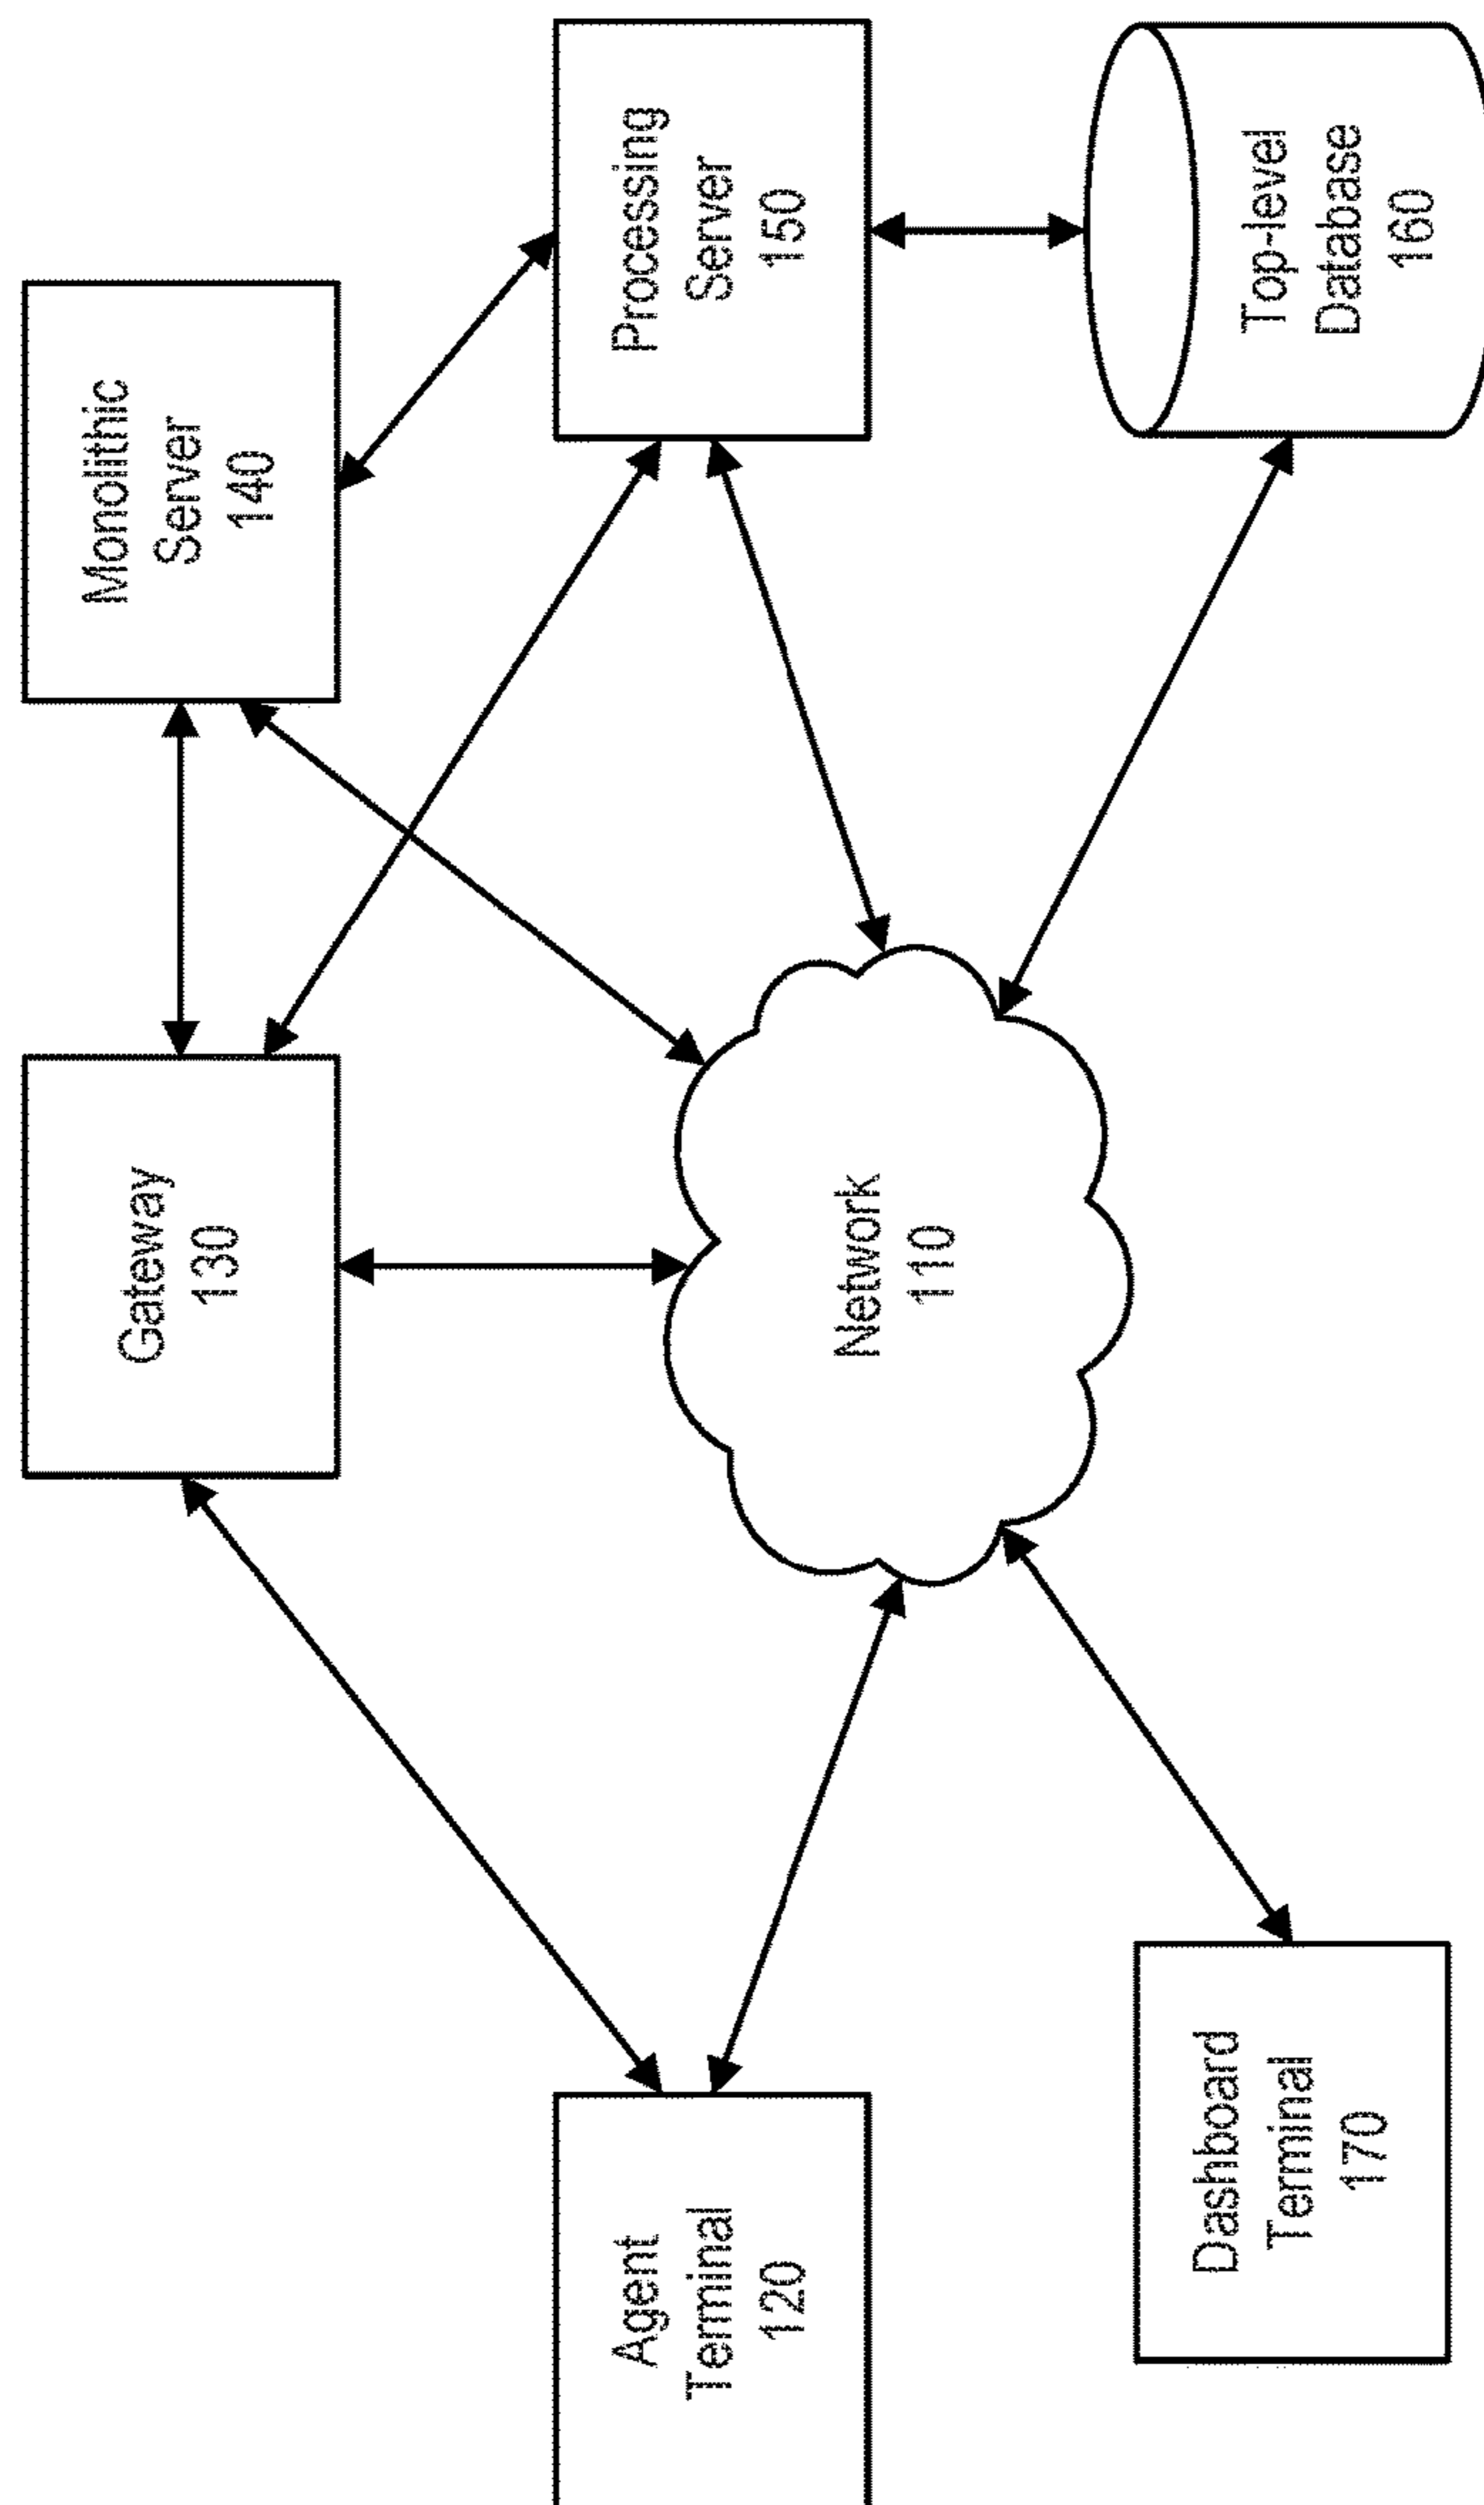 Gateway
130
Monolithic
Server
140
Agent
Terminal
120
Network
110
Processing
Server
150
Dashboard
Terminal
170
Top-level
Database
160